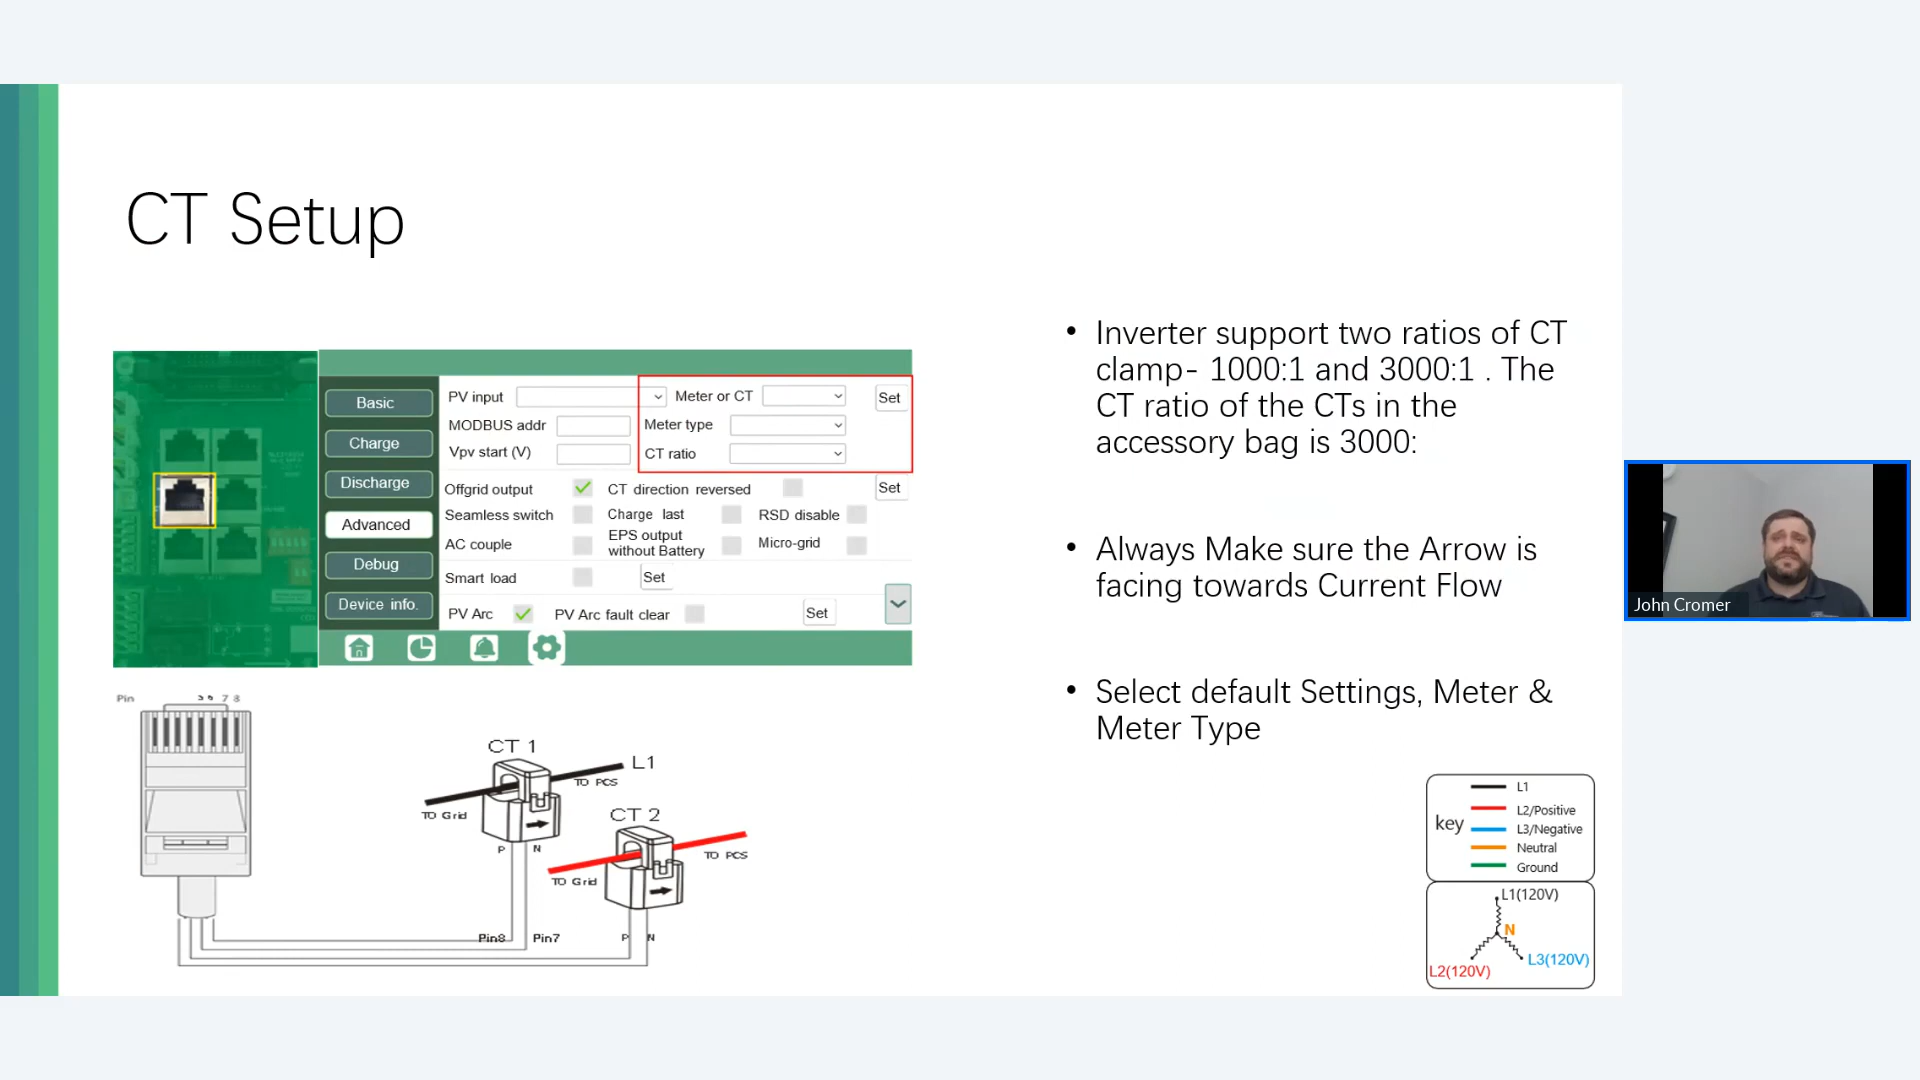 CT Setup
Basic
Charge
Discharge
Advanced
Debug
Device info.
PV input
Meter or CT
Set
MODBUS addr
Meter type
Vpv start (V)
CT ratio
Offgrid output
CT direction reversed
Set
Seamless switch
Charge last
RSD disable
AC couple
EPS output
without Battery
Micro-grid
Smart load
Set
PV Arc
PV Arc fault clear
Set
• Inverter support two ratios of CT
clamp- 1000:1 and 3000:1 . The
CT ratio of the CTs in the
accessory bag is 3000:
• Always Make sure the Arrow is
facing towards Current Flow
• Select default Settings, Meter &
Meter Type
John Cromer
Pin
7 8
CT 1
L1
TO PCS
TO Grid
P N
CT 2
TO PCS
TO Grid
Pin8
Pin7
P N
key
L1
L2/Positive
L3/Negative
Neutral
Ground
L1(120V)
N
L2(120V)
L3(120V)